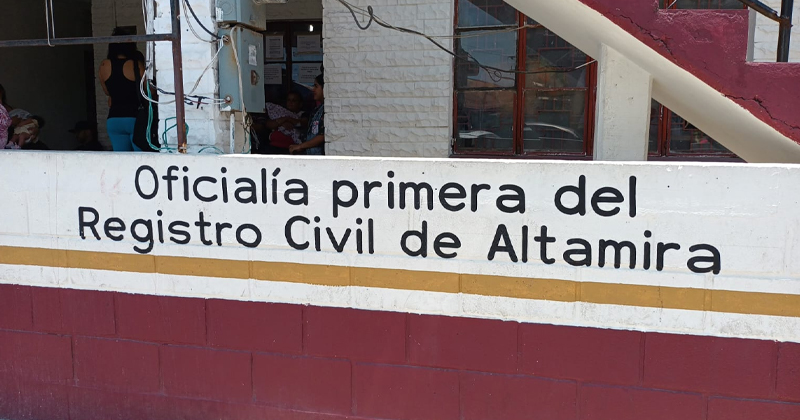 Oficialía primera del
Registro Civil de Altamira